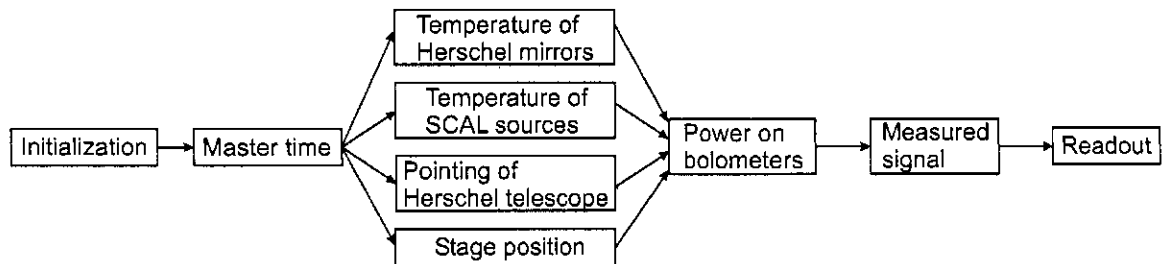 Initialization
Master time
Temperature of
Herschel mirrors
Temperature of
SCAL sources
Pointing of
Herschel telescope
Stage position
Power on
bolometers
Measured
signal
Readout